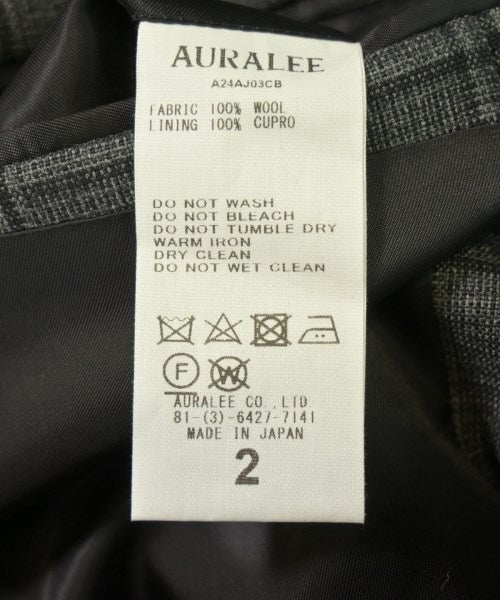 AURALEE
A24AJ03CB
FABRIC 100% WOOL
LINING 100% CUPRO
DO NOT WASH
DO NOT BLEACH
DO NOT TUMBLE DRY
WARM IRON
DRY CLEAN
DO NOT WET CLEAN
F W
AURALEE CO.,LTD
81-(3)-6427-7141
MADE IN JAPAN
2